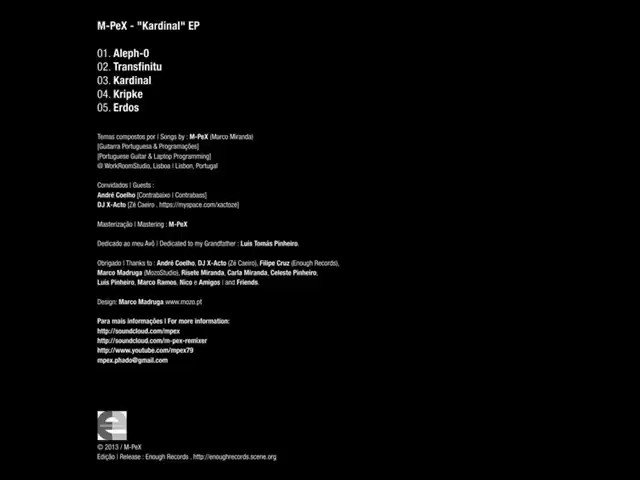 M-PeX - "Kardinal" EP
01. Aleph-0
02. Transfinitu
03. Kardinal
04. Kripke
05. Erdos
Temas compostos por | Songs by : M-PeX (Marco Miranda)
[Guitarra Portuguesa & Programações]
[Portuguese Guitar & Laptop Programming]
@ WorkRoomStudio, Lisboa | Lisbon, Portugal
Convidados | Guests :
André Coelho [Contrabaixo | Contrabass]
DJ X-Acto [Zé Caeiro , https://myspace.com/xactoze]
Masterização | Mastering : M-PeX
Dedicado ao meu Avô | Dedicated to my Grandfather : Luis Tomás Pinheiro.
Obrigado | Thanks to : André Coelho, DJ X-Acto (Zé Caeiro), Filipe Cruz (Enough Records),
Marco Madruga (MozoStudio), Risete Miranda, Carla Miranda, Celeste Pinheiro,
Luis Pinheiro, Marco Ramos, Nico e Amigos | and Friends.
Design: Marco Madruga www.mozo.pt
Para mais informações | For more information:
http://soundcloud.com/mpex
http://soundcloud.com/m-pex-remixer
http://www.youtube.com/mpex79
mpex.phado@gmail.com
e
© 2013 / M-PeX
Edição | Release : Enough Records , http://enoughrecords.scene.org